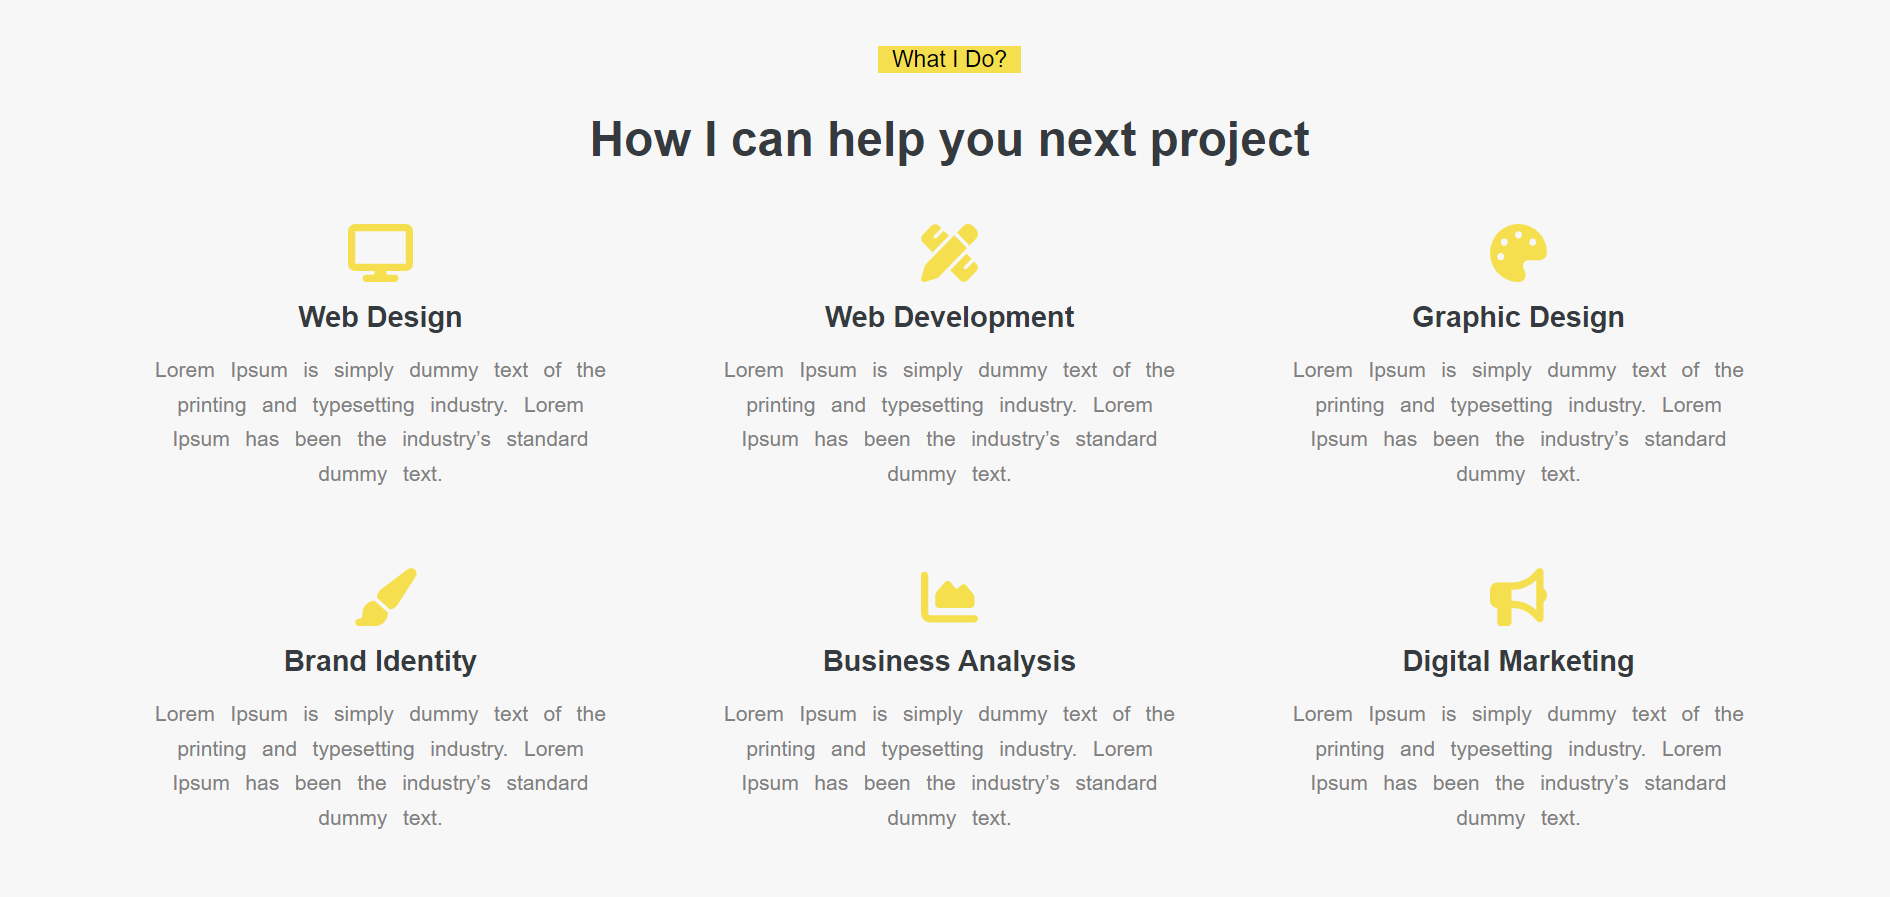 What I Do?
How I can help you next project
Web Design
Lorem Ipsum is simply dummy text of the
printing and typesetting industry. Lorem
Ipsum has been the industry’s standard
dummy text.
Web Development
Lorem Ipsum is simply dummy text of the
printing and typesetting industry. Lorem
Ipsum has been the industry’s standard
dummy text.
Graphic Design
Lorem Ipsum is simply dummy text of the
printing and typesetting industry. Lorem
Ipsum has been the industry’s standard
dummy text.
Brand Identity
Lorem Ipsum is simply dummy text of the
printing and typesetting industry. Lorem
Ipsum has been the industry’s standard
dummy text.
Business Analysis
Lorem Ipsum is simply dummy text of the
printing and typesetting industry. Lorem
Ipsum has been the industry’s standard
dummy text.
Digital Marketing
Lorem Ipsum is simply dummy text of the
printing and typesetting industry. Lorem
Ipsum has been the industry’s standard
dummy text.